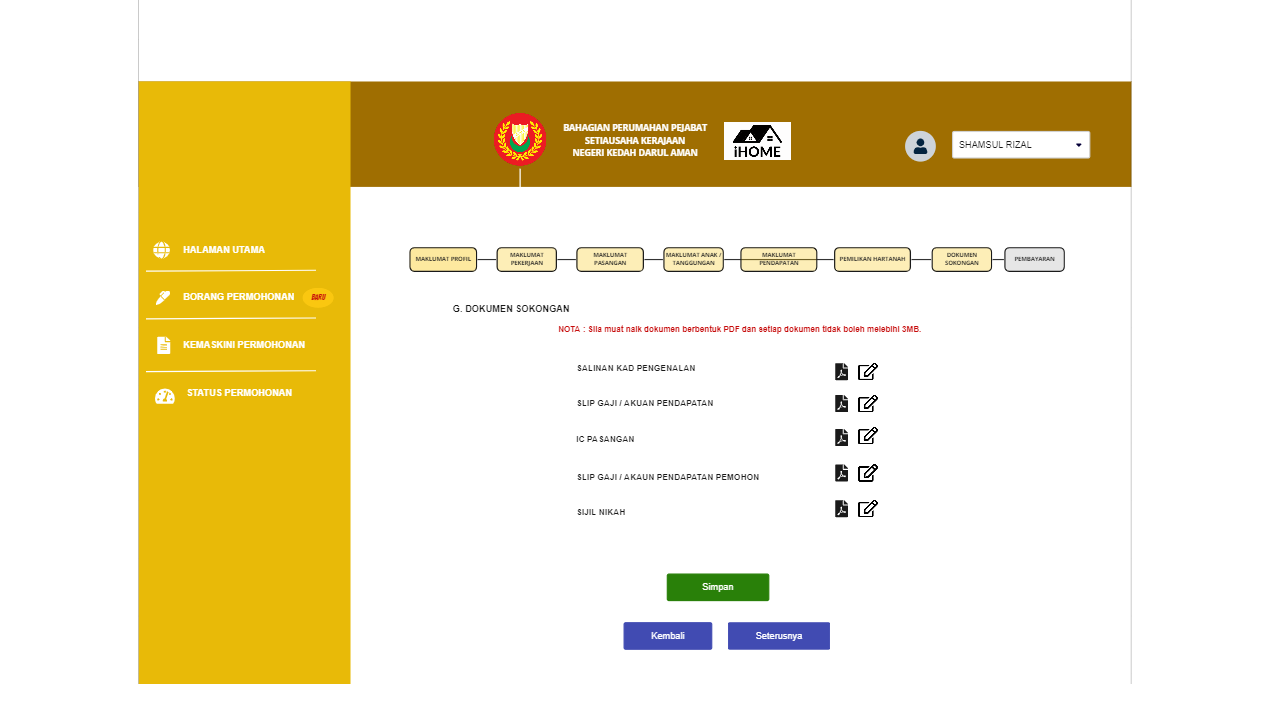 BAHAGIAN PERUMAHAN PEJABAT
SETIAUSAHA KERAJAAN
NEGERI KEDAH DARUL AMAN
iHOME
SHAMSUL RIZAL
HALAMAN UTAMA
BORANG PERMOHONAN
BARU
KEMASKINI PERMOHONAN
STATUS PERMOHONAN
MAKLUMAT PROFIL
MAKLUMAT
PEKERJAAN
MAKLUMAT
PASANGAN
MAKLUMAT ANAK /
TANGGUNGAN
MAKLUMAT
PENDAPATAN
PEMILIKAN HARTANAH
DOKUMEN
SOKONGAN
PEMBAYARAN
G. DOKUMEN SOKONGAN
NOTA : Sila muat naik dokumen berbentuk PDF dan setiap dokumen tidak boleh melebihi 3MB.
SALINAN KAD PENGENALAN
SLIP GAJI / AKUAN PENDAPATAN
IC PASANGAN
SLIP GAJI / AKAUN PENDAPATAN PEMOHON
SIJIL NIKAH
Simpan
Kembali
Seterusnya